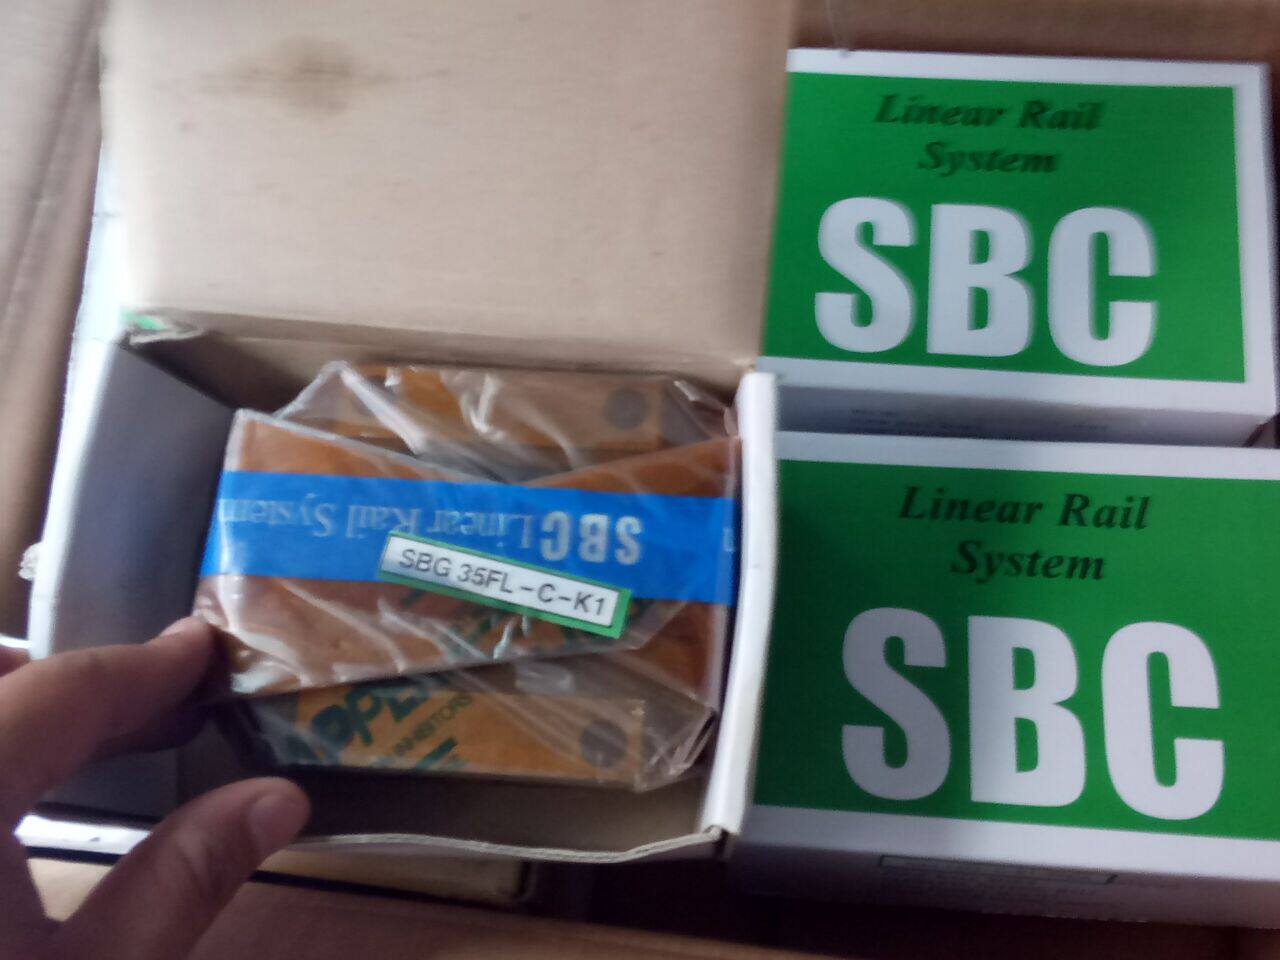 Linear Rail
System
SBC
Linear Rail
System
SBC
SBC Linear Rail System
SBG 35FL-C-K1